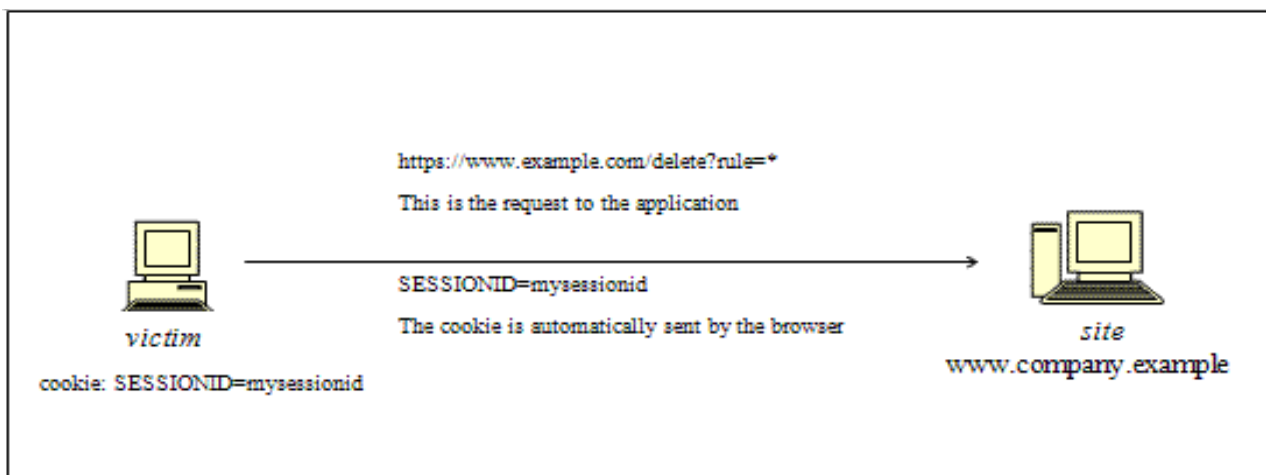 https://www.example.com/delete?rule=*
This is the request to the application
SESSIONID=mysessionid
The cookie is automatically sent by the browser
victim
cookie: SESSIONID=mysessionid
site
www.company.example